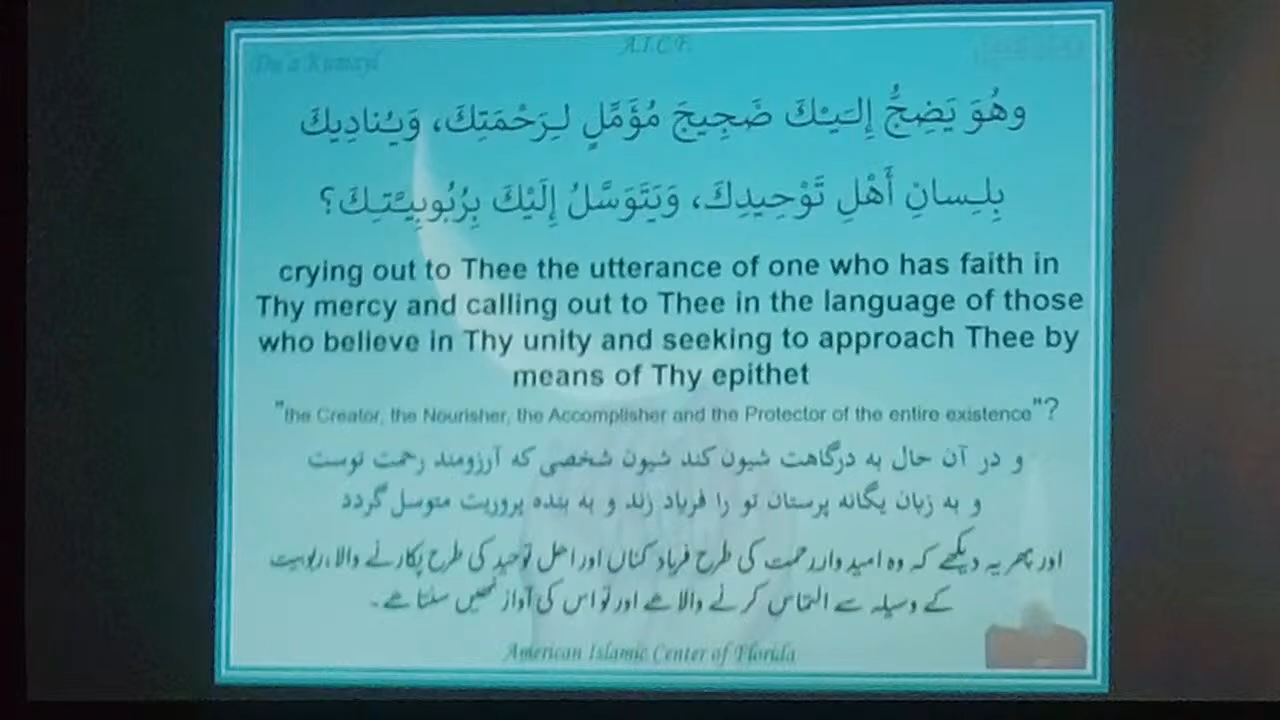 Du'a Kumayl
A.I.C.F.
وهُوَ يَضِجُّ إِلَيْكَ ضَجِيجَ مُؤَمِّلٍ لِرَحْمَتِكَ، وَيُنادِيكَ
بِلِسانِ أَهْلِ تَوْحِيدِكَ، وَيَتَوَسَّلُ إِلَيْكَ بِرُبُوبِيَّتِكَ؟
crying out to Thee the utterance of one who has faith in
Thy mercy and calling out to Thee in the language of those
who believe in Thy unity and seeking to approach Thee by
means of Thy epithet
"the Creator, the Nourisher, the Accomplisher and the Protector of the entire existence"?
و در آن حال به درگاهت شیون کند شیون شخصی که آرزومند رحمت توست
و به زبان یگانه پرستان تو را فریاد زند و به بنده پروریت متوسل گردد
اور پھر یہ دیکھے کہ وہ امیدوار رحمت کی طرح فریاد کناں اور اھل توحید کی طرح پکارنے والا، ربوبیت
کے وسیلہ سے التماس کرنے والا ھے اور تو اس کی آواز نھیں سنتا ھے۔
American Islamic Center of Florida